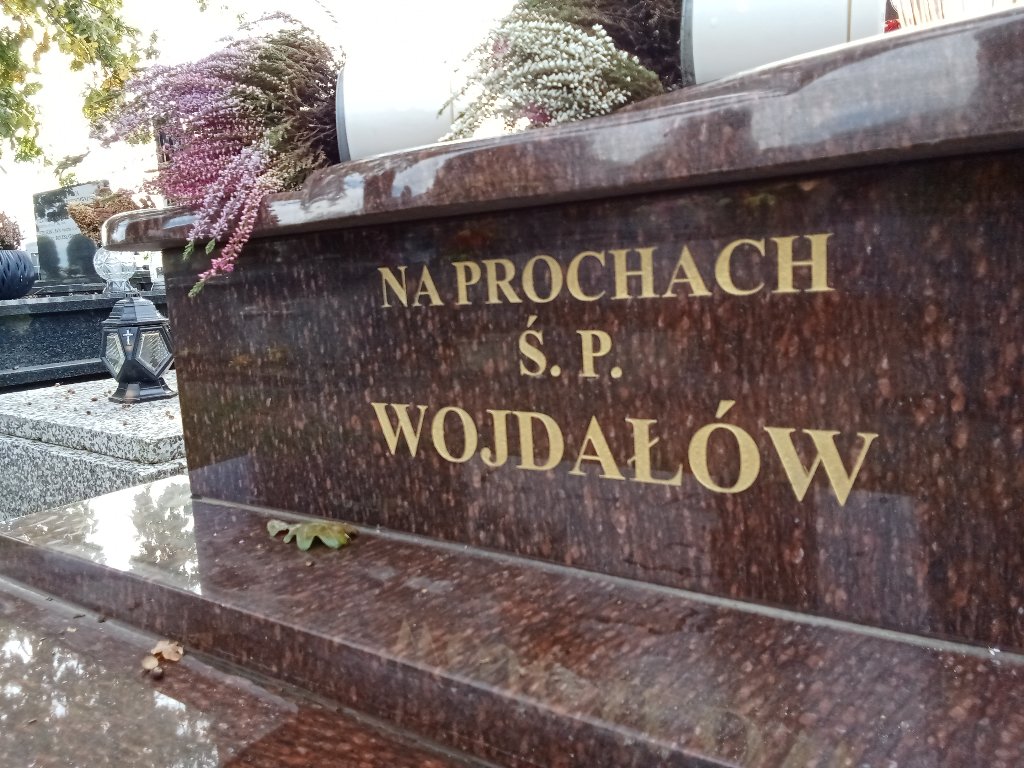 NA PROCHACH
Ś. P.
WOJDAŁÓW